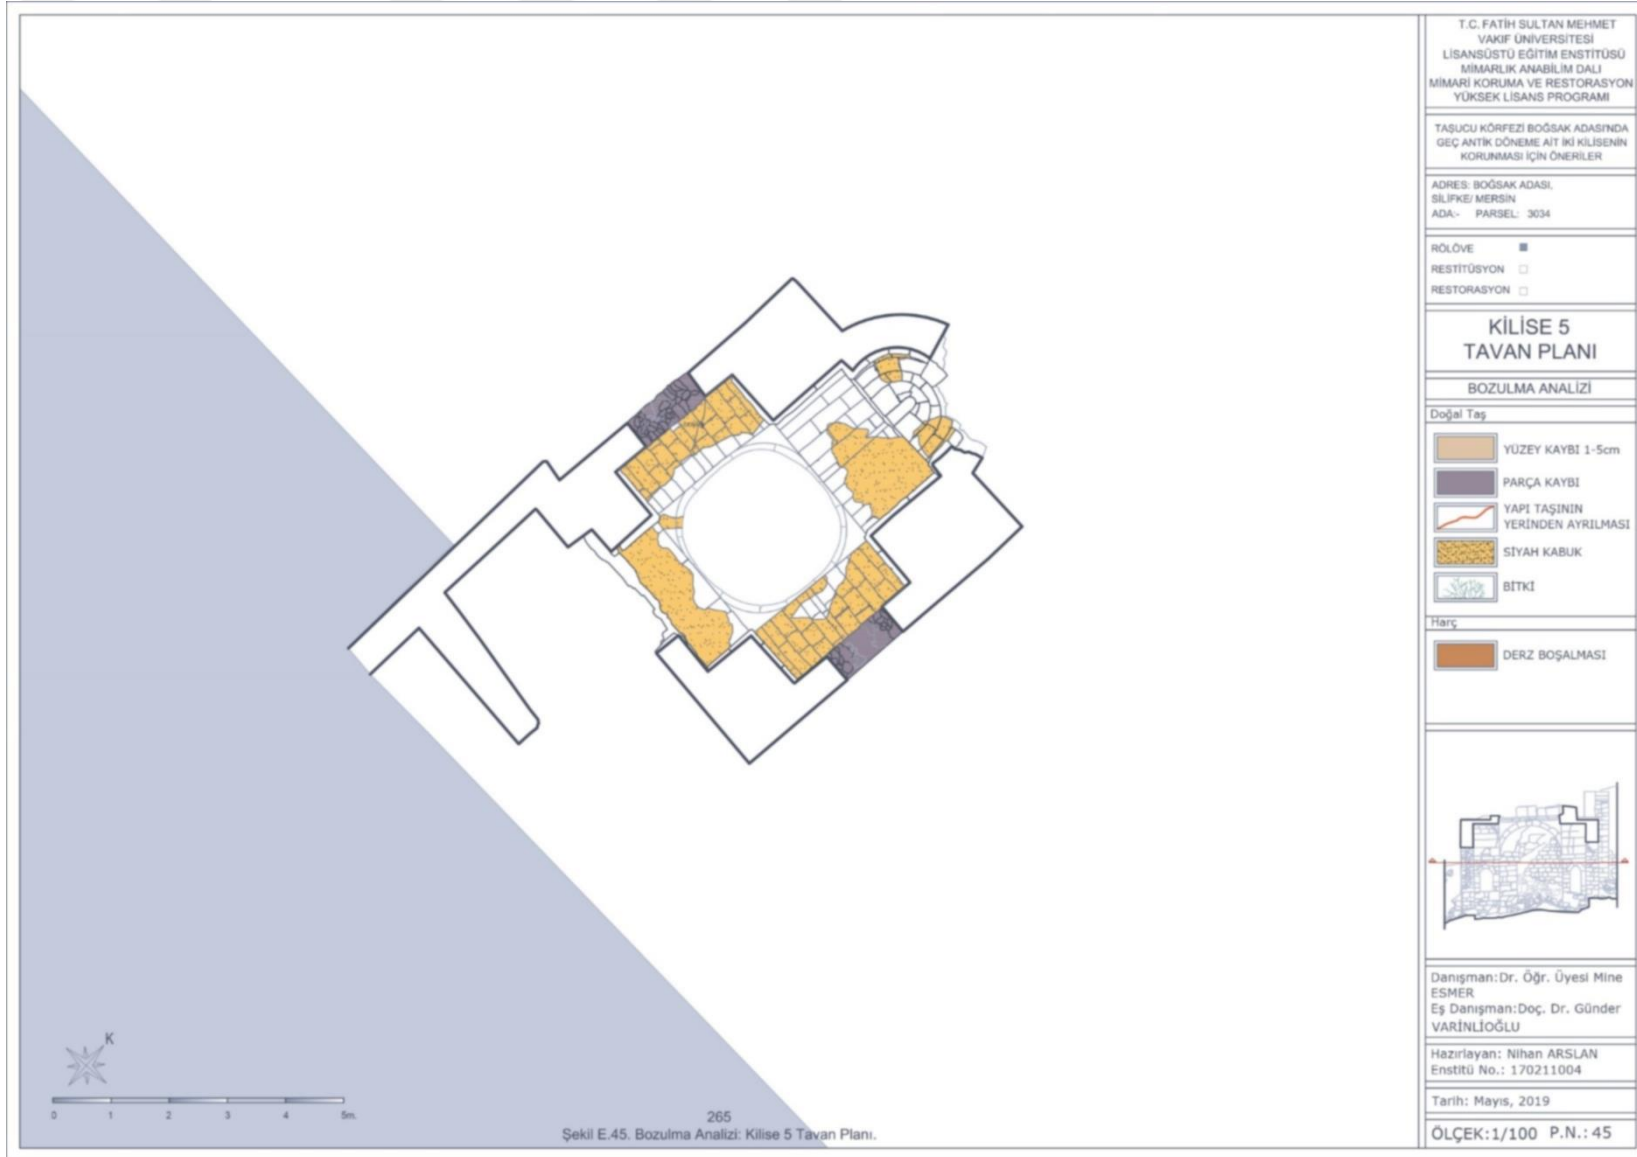 T.C. FATİH SULTAN MEHMET
VAKIF ÜNİVERSİTESİ
LİSANSÜSTÜ EĞİTİM ENSTİTÜSÜ
MİMARLIK ANABİLİM DALI
MİMARİ KORUMA VE RESTORASYON
YÜKSEK LİSANS PROGRAMI
TAŞUCU KÖRFEZİ BOĞSAK ADASI'NDA
GEÇ ANTİK DÖNEME AİT İKİ KİLİSENİN
KORUNMASI İÇİN ÖNERİLER
ADRES: BOĞSAK ADASI,
SİLİFKE/ MERSİN
ADA:- PARSEL: 3034
RÖLÖVE
RESTİTÜSYON
RESTORASYON
KİLİSE 5
TAVAN PLANI
BOZULMA ANALİZİ
Doğal Taş
YÜZEY KAYBI 1-5cm
PARÇA KAYBI
YAPI TAŞININ
YERİNDEN AYRILMASI
SİYAH KABUK
BİTKİ
Harç
DERZ BOŞALMASI
Danışman:Dr. Öğr. Üyesi Mine
ESMER
Eş Danışman:Doç. Dr. Günder
VARİNLİOĞLU
Hazırlayan: Nihan ARSLAN
Enstitü No.: 170211004
Tarih: Mayıs, 2019
ÖLÇEK:1/100 P.N.: 45
K
0 1 2 3 4 5m.
265
Şekil E.45. Bozulma Analizi: Kilise 5 Tavan Planı.